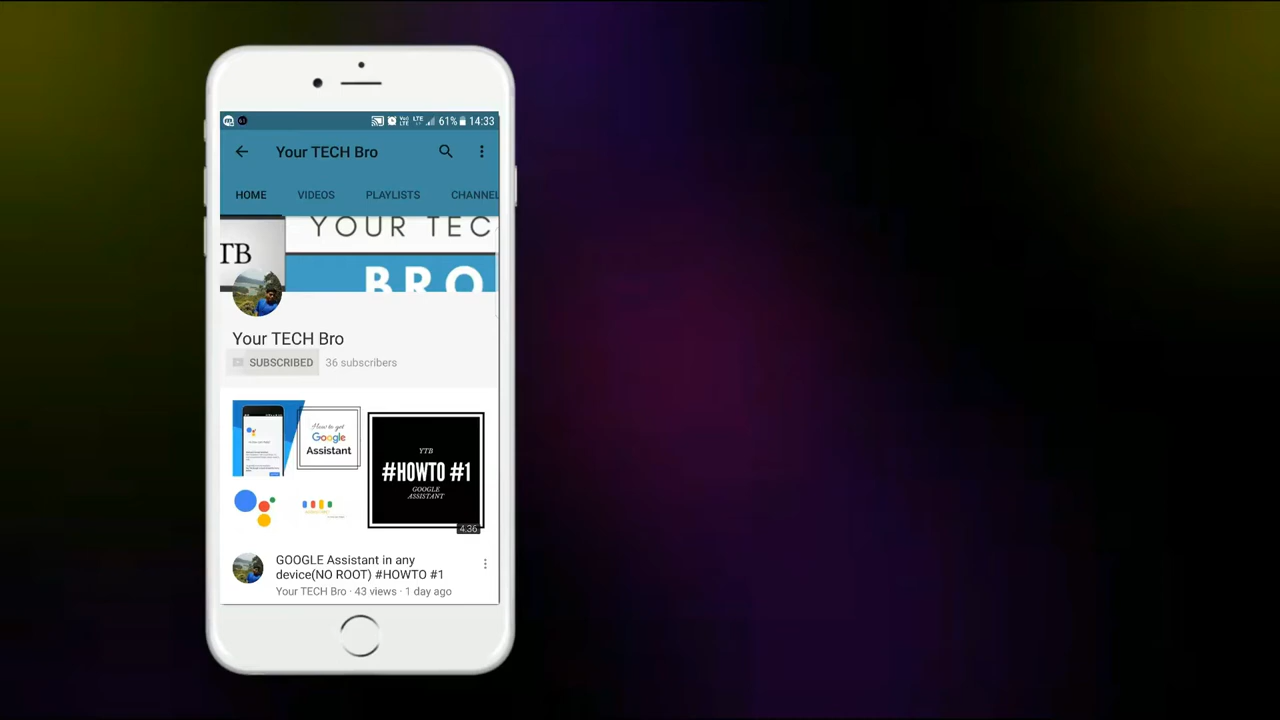 61% 14:33
Your TECH Bro
HOME VIDEOS PLAYLISTS CHANNEL
YOUR TEC
TB
BRO
Your TECH Bro
SUBSCRIBED 36 subscribers
How to get
Google
Assistant
YTB
#HOWTO #1
GOOGLE
ASSISTANT
4:36
GOOGLE Assistant in any
device(NO ROOT) #HOWTO #1
Your TECH Bro · 43 views · 1 day ago